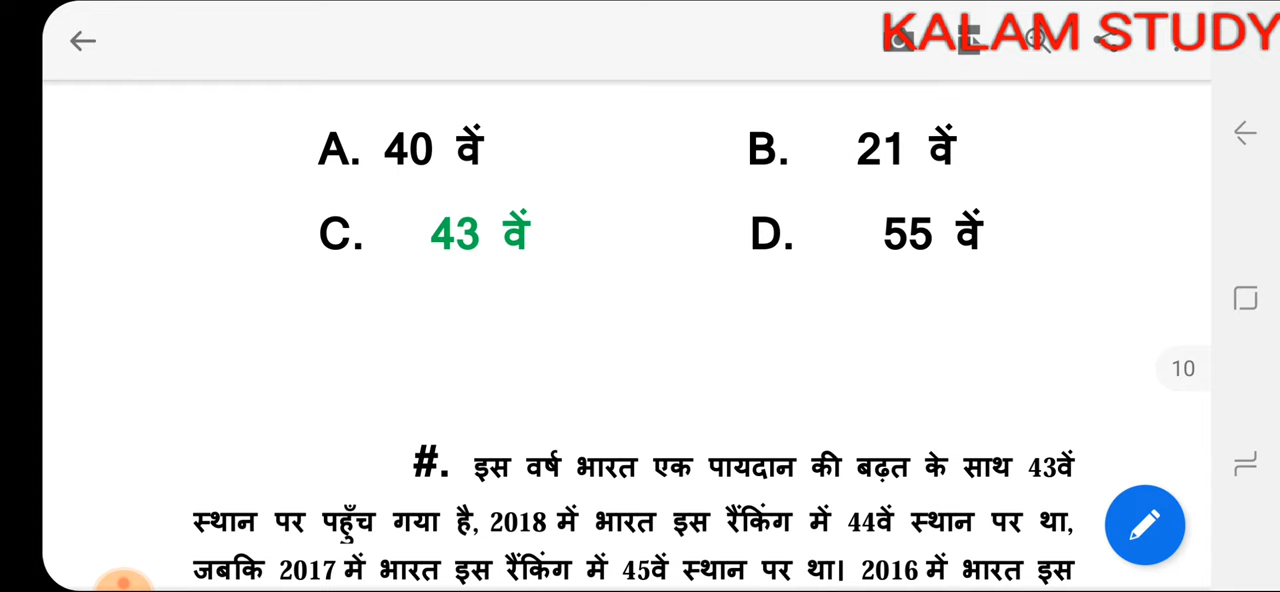 KALAM STUDY
A. 40 वें B. 21 वें
C. 43 वें D. 55 वें
10
#. इस वर्ष भारत एक पायदान की बढ़त के साथ 43वें
स्थान पर पहुँच गया है, 2018 में भारत इस रैंकिंग में 44वें स्थान पर था,
जबकि 2017 में भारत इस रैंकिंग में 45वें स्थान पर था। 2016 में भारत इस